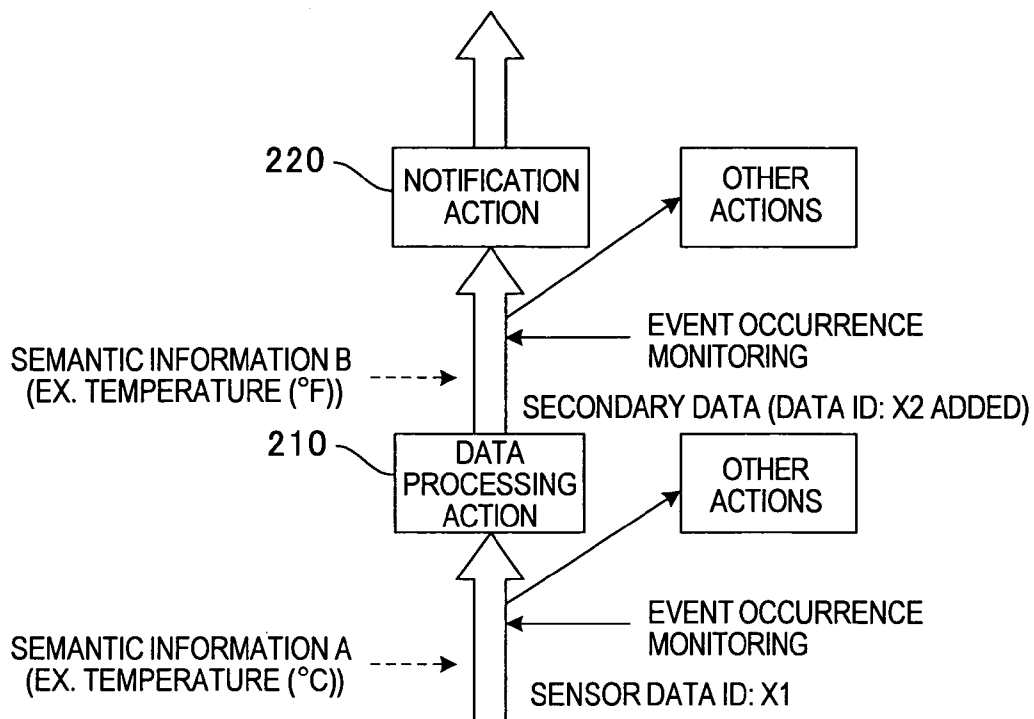 220
NOTIFICATION
ACTION
OTHER
ACTIONS
EVENT OCCURRENCE
MONITORING
SEMANTIC INFORMATION B
(EX. TEMPERATURE (°F))
SECONDARY DATA (DATA ID: X2 ADDED)
210
DATA
PROCESSING
ACTION
OTHER
ACTIONS
EVENT OCCURRENCE
MONITORING
SEMANTIC INFORMATION A
(EX. TEMPERATURE (°C))
SENSOR DATA ID: X1